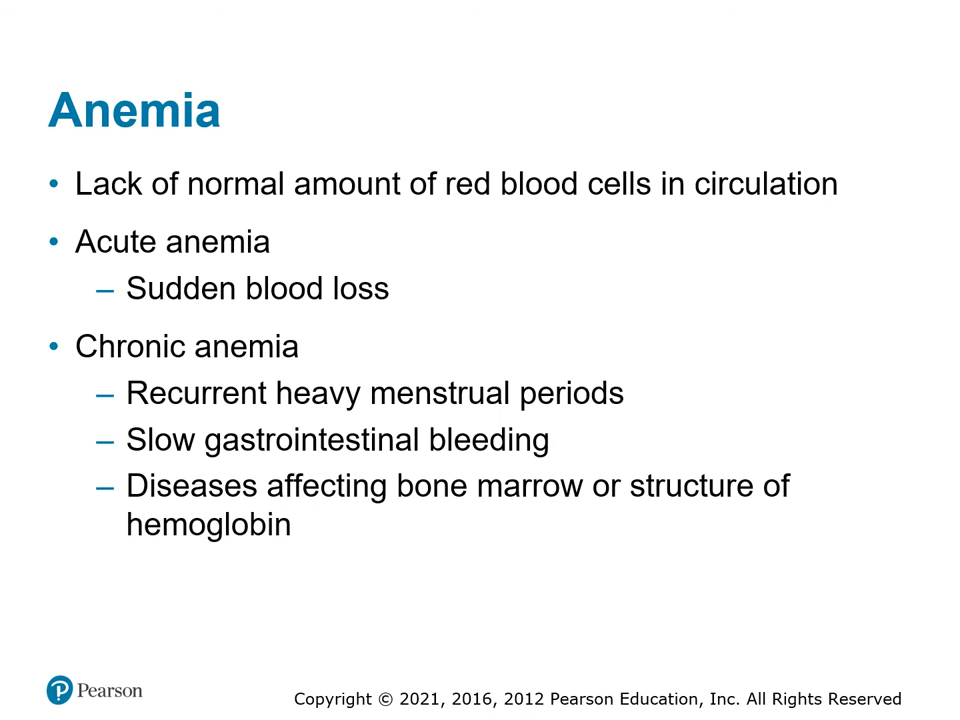 Anemia
• Lack of normal amount of red blood cells in circulation
• Acute anemia
– Sudden blood loss
• Chronic anemia
– Recurrent heavy menstrual periods
– Slow gastrointestinal bleeding
– Diseases affecting bone marrow or structure of
hemoglobin
P Pearson
Copyright © 2021, 2016, 2012 Pearson Education, Inc. All Rights Reserved